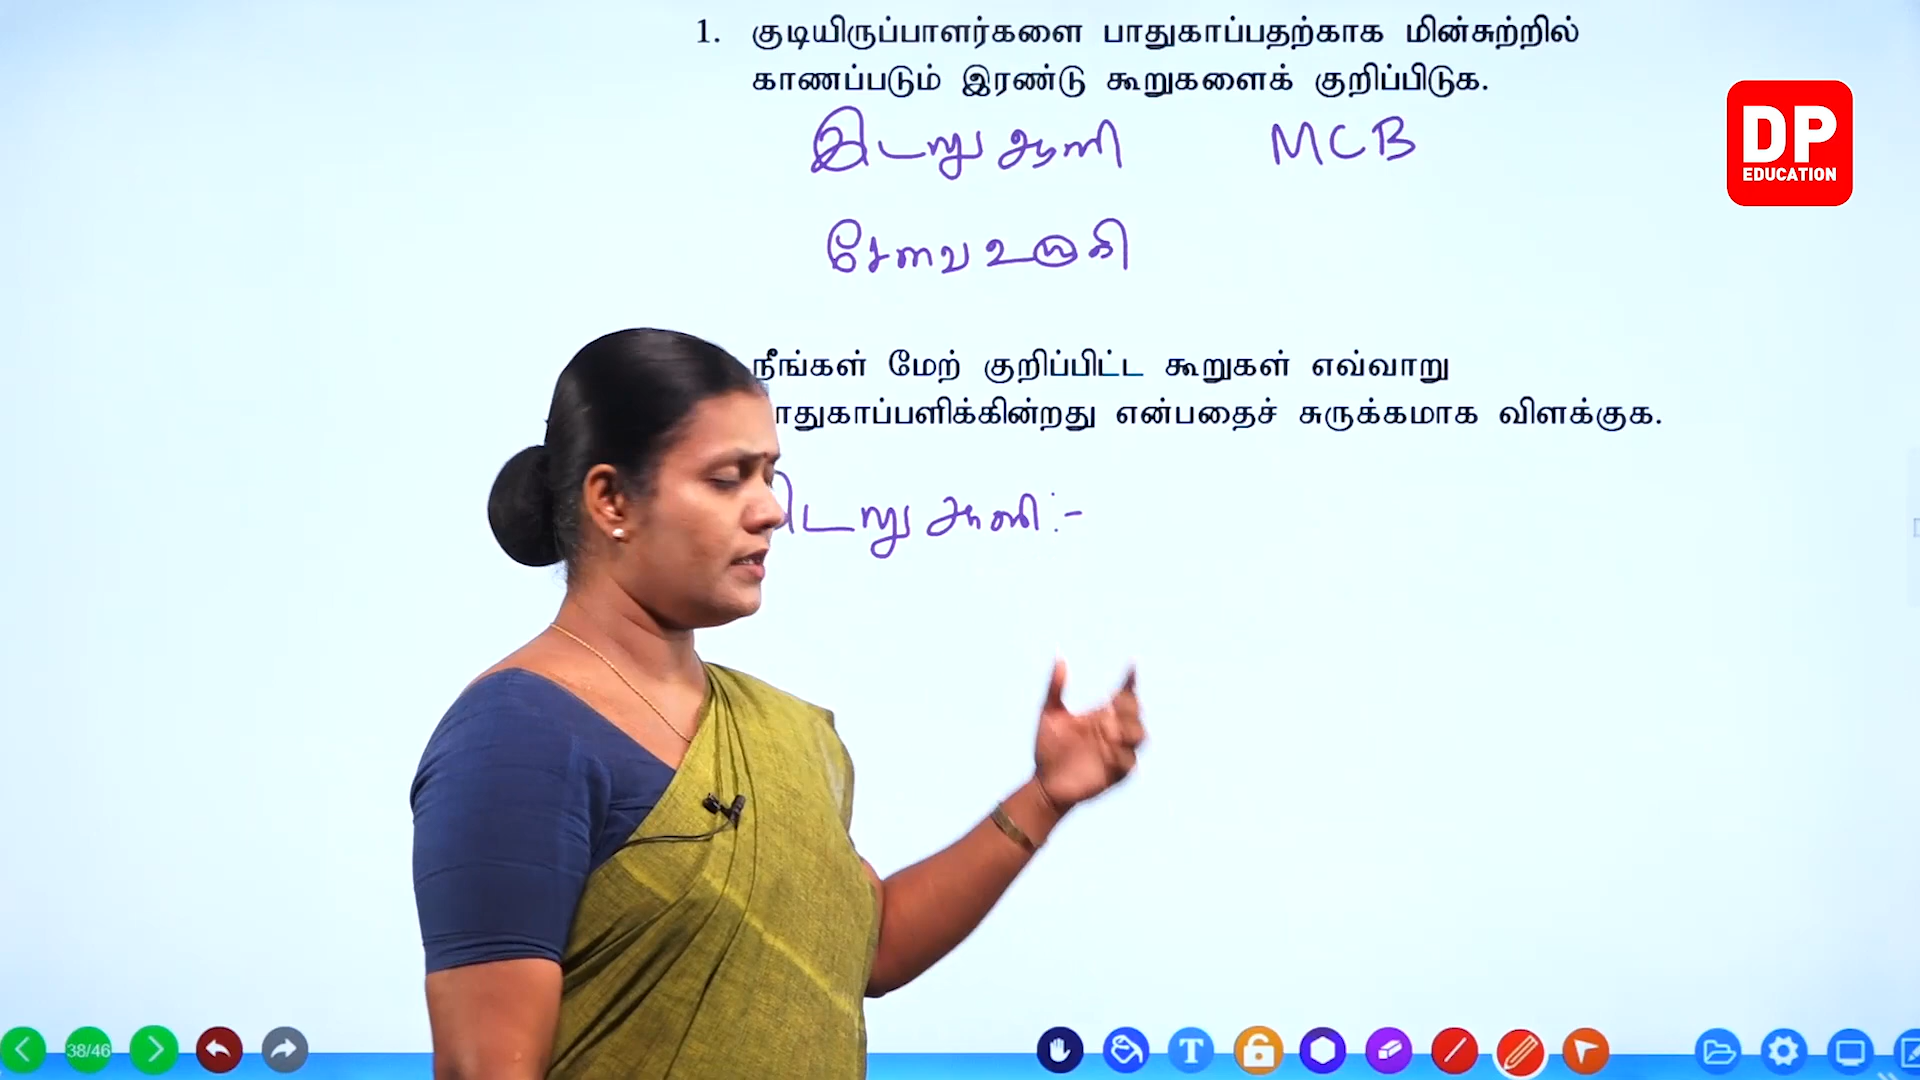 1. குடியிருப்பாளர்களை பாதுகாப்பதற்காக மின்சுற்றில்
காணப்படும் இரண்டு கூறுகளைக் குறிப்பிடுக.
இடறு ஆளி MCB
சேவை உருகி
நீங்கள் மேற் குறிப்பிட்ட கூறுகள் எவ்வாறு
பாதுகாப்பளிக்கின்றது என்பதைச் சுருக்கமாக விளக்குக.
இடறு ஆளி :-
DP
EDUCATION
38/46
T